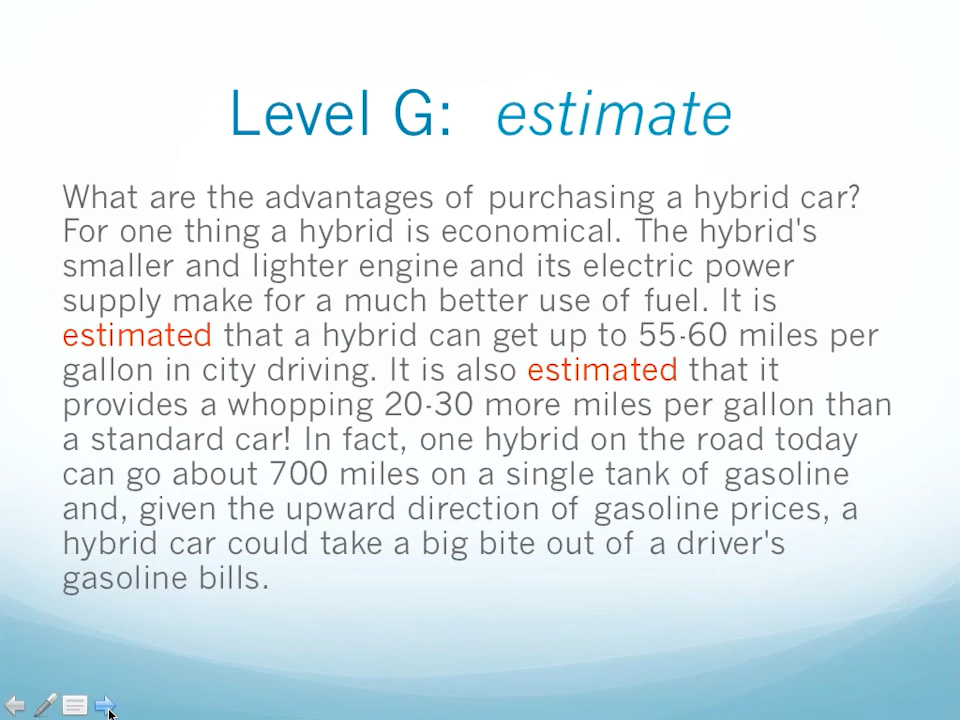 Level G: estimate
What are the advantages of purchasing a hybrid car?
For one thing a hybrid is economical. The hybrid's
smaller and lighter engine and its electric power
supply make for a much better use of fuel. It is
estimated that a hybrid can get up to 55-60 miles per
gallon in city driving. It is also estimated that it
provides a whopping 20-30 more miles per gallon than
a standard car! In fact, one hybrid on the road today
can go about 700 miles on a single tank of gasoline
and, given the upward direction of gasoline prices, a
hybrid car could take a big bite out of a driver's
gasoline bills.